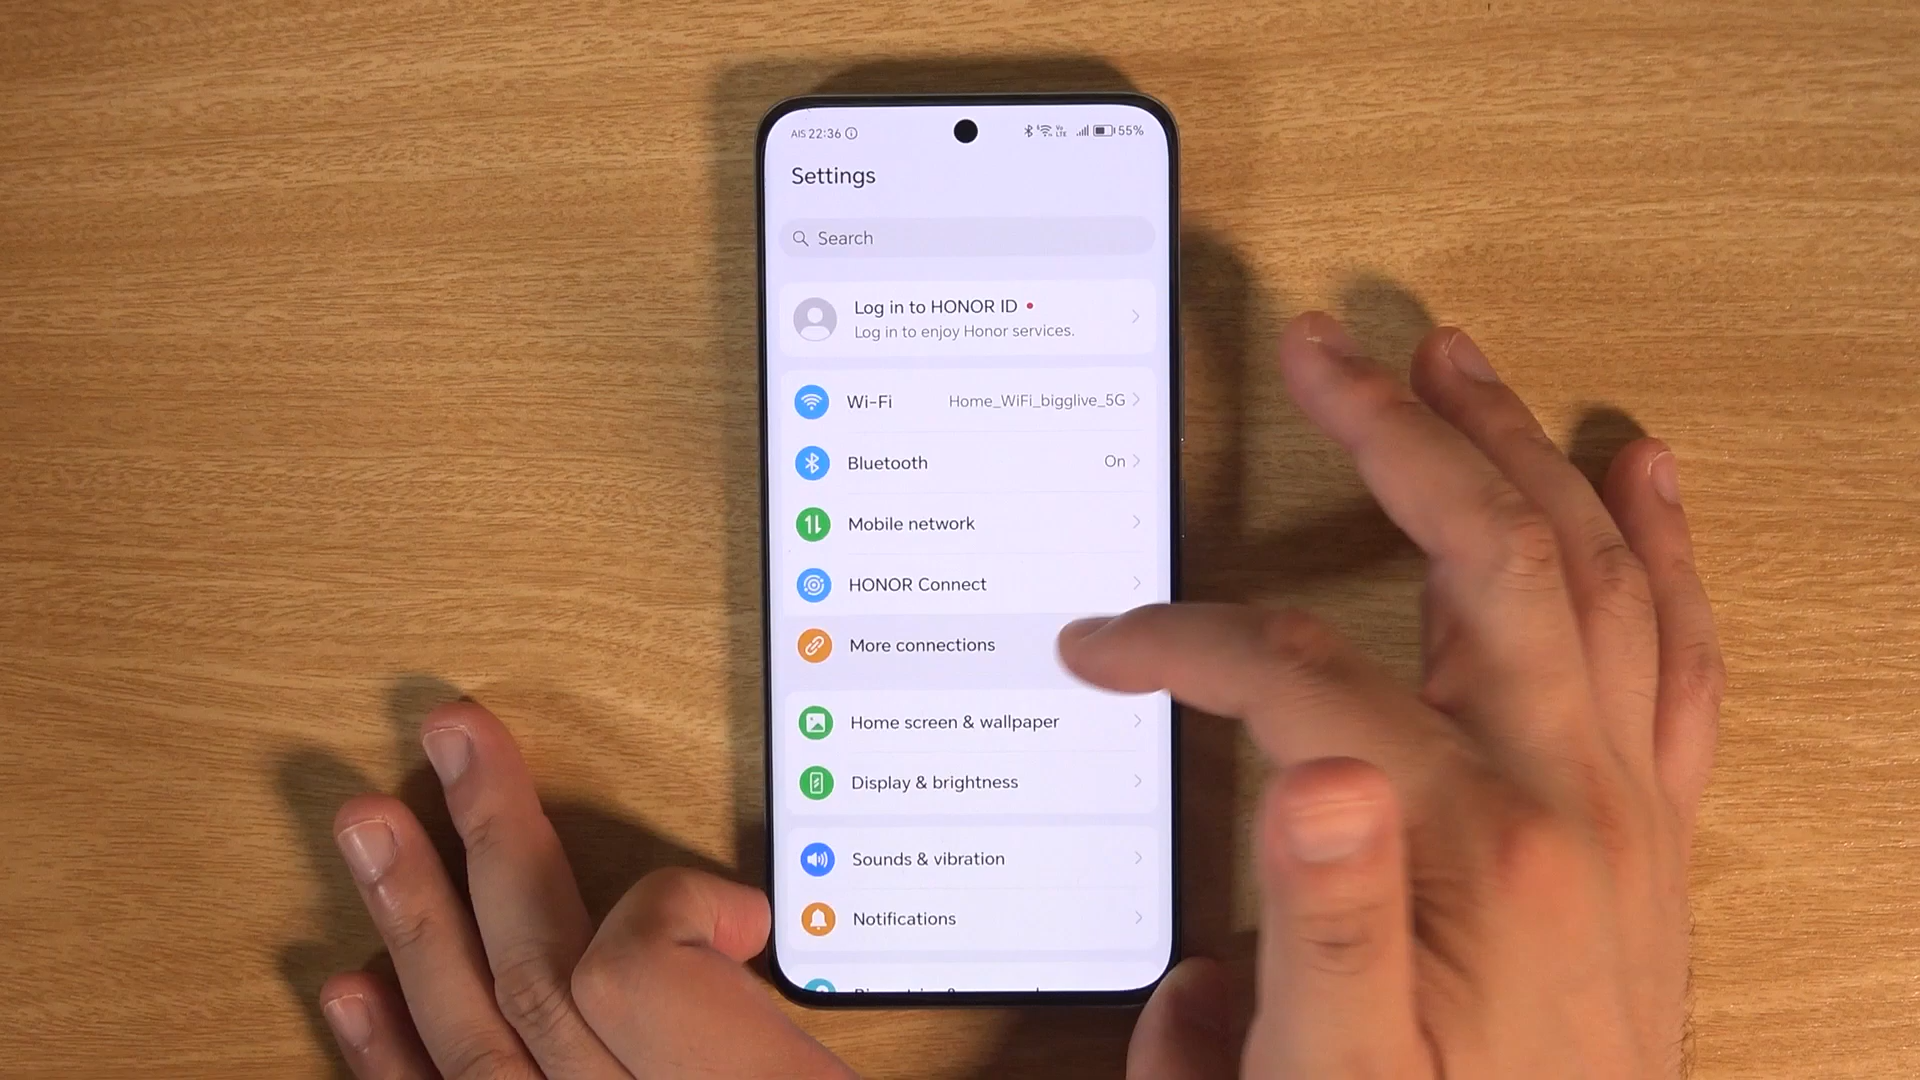 AIS 22:36 55%
Settings
Search
Log in to HONOR ID
Log in to enjoy Honor services.
Wi-Fi Home_WiFi_bigglive_5G
Bluetooth On
Mobile network
HONOR Connect
More connections
Home screen & wallpaper
Display & brightness
Sounds & vibration
Notifications